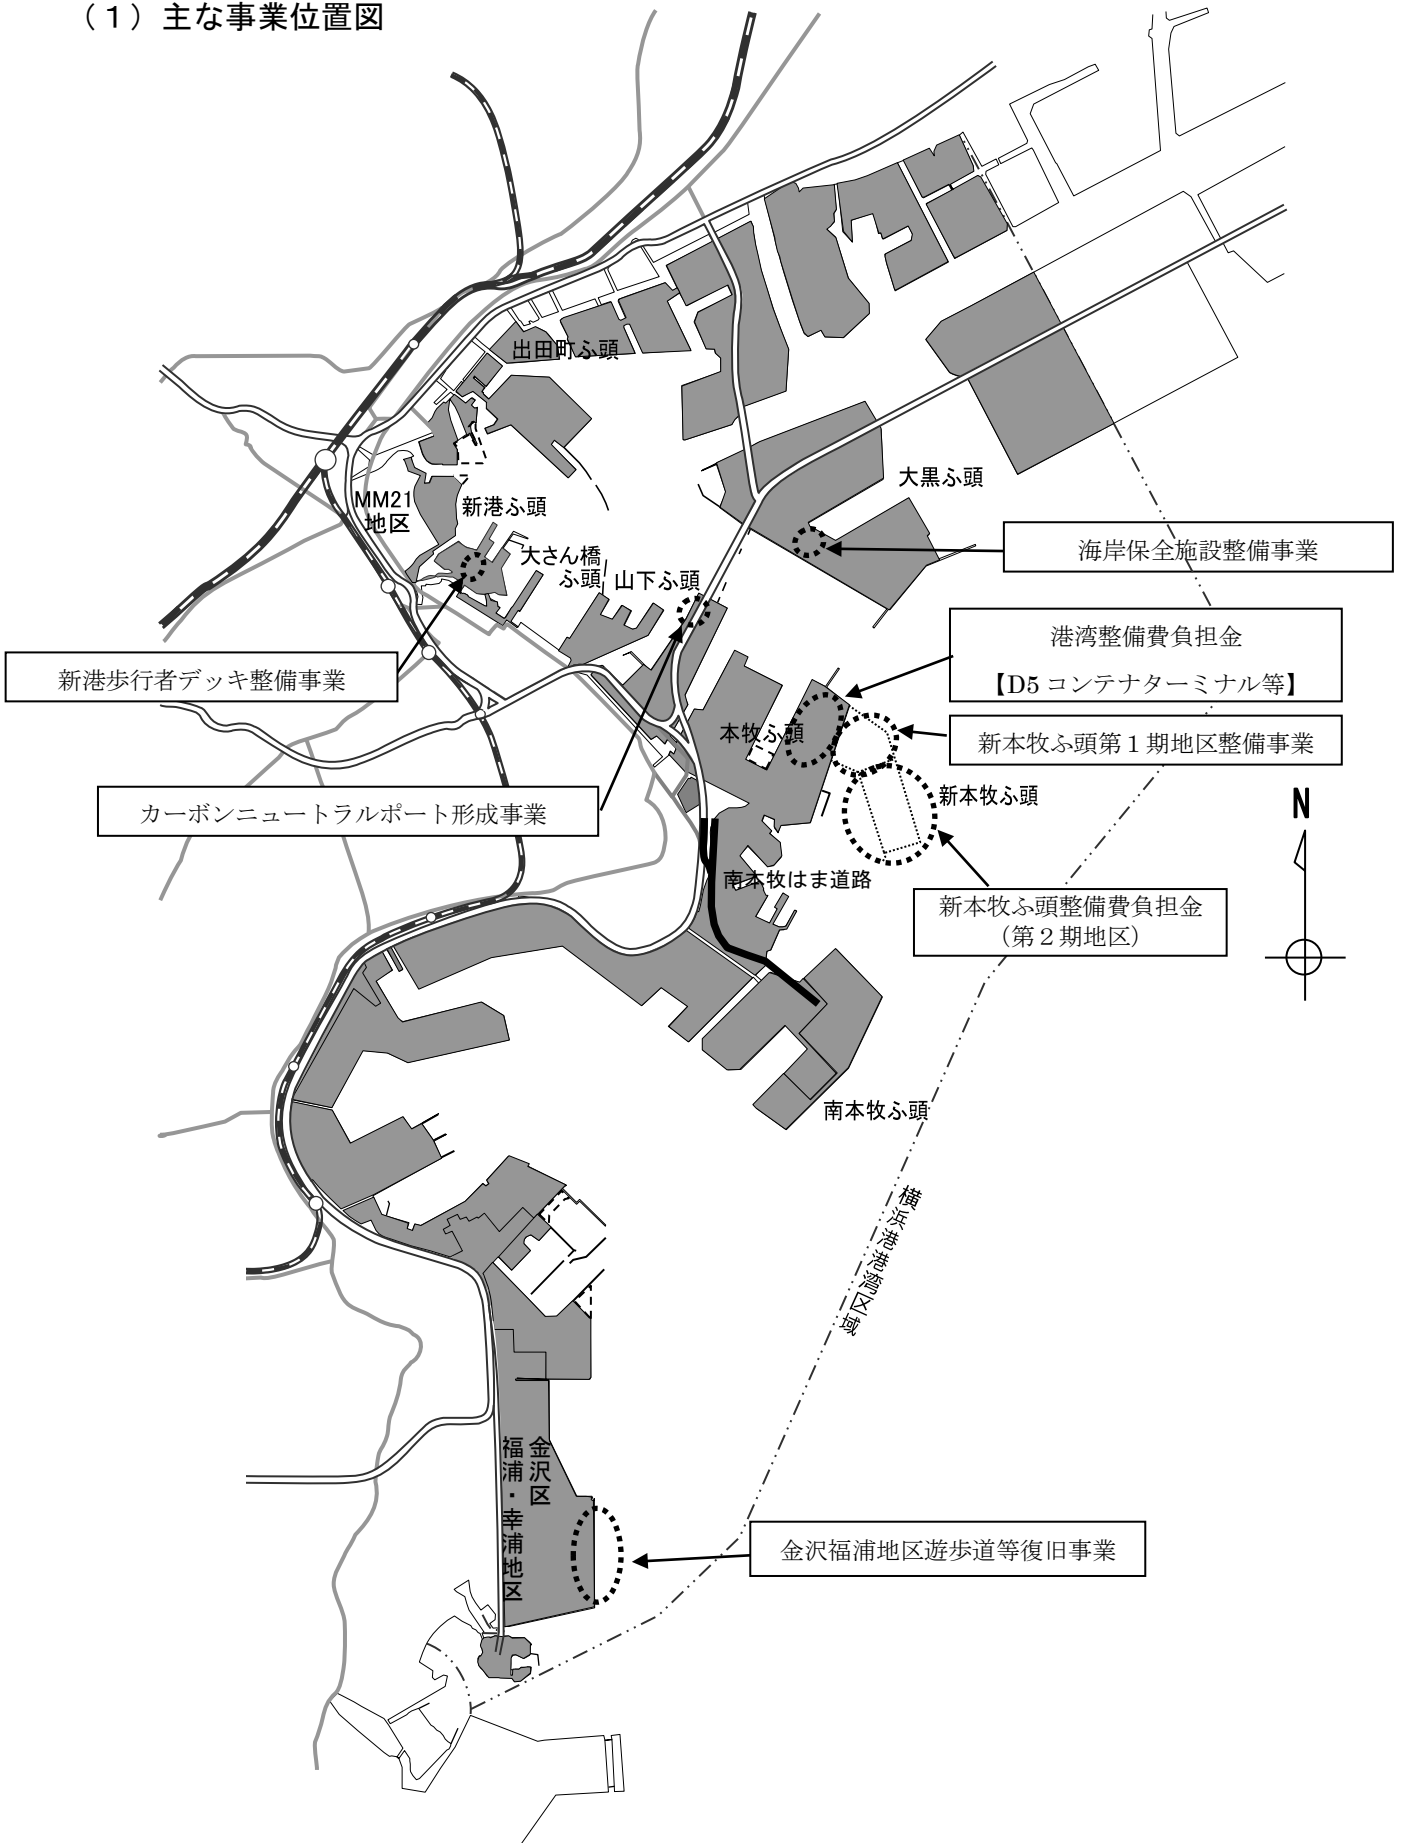 （１）主な事業位置図
出田町ふ頭
大黒ふ頭
MM21
地区
新港ふ頭
大さん橋
ふ頭
山下ふ頭
海岸保全施設整備事業
港湾整備費負担金
【D5 コンテナターミナル等】
新港歩行者デッキ整備事業
本牧ふ頭
新本牧ふ頭第１期地区整備事業
カーボンニュートラルポート形成事業
新本牧ふ頭
N
南本牧はま道路
新本牧ふ頭整備費負担金
（第２期地区）
南本牧ふ頭
横浜港港湾区域
金沢区
福浦・幸浦地区
金沢福浦地区遊歩道等復旧事業